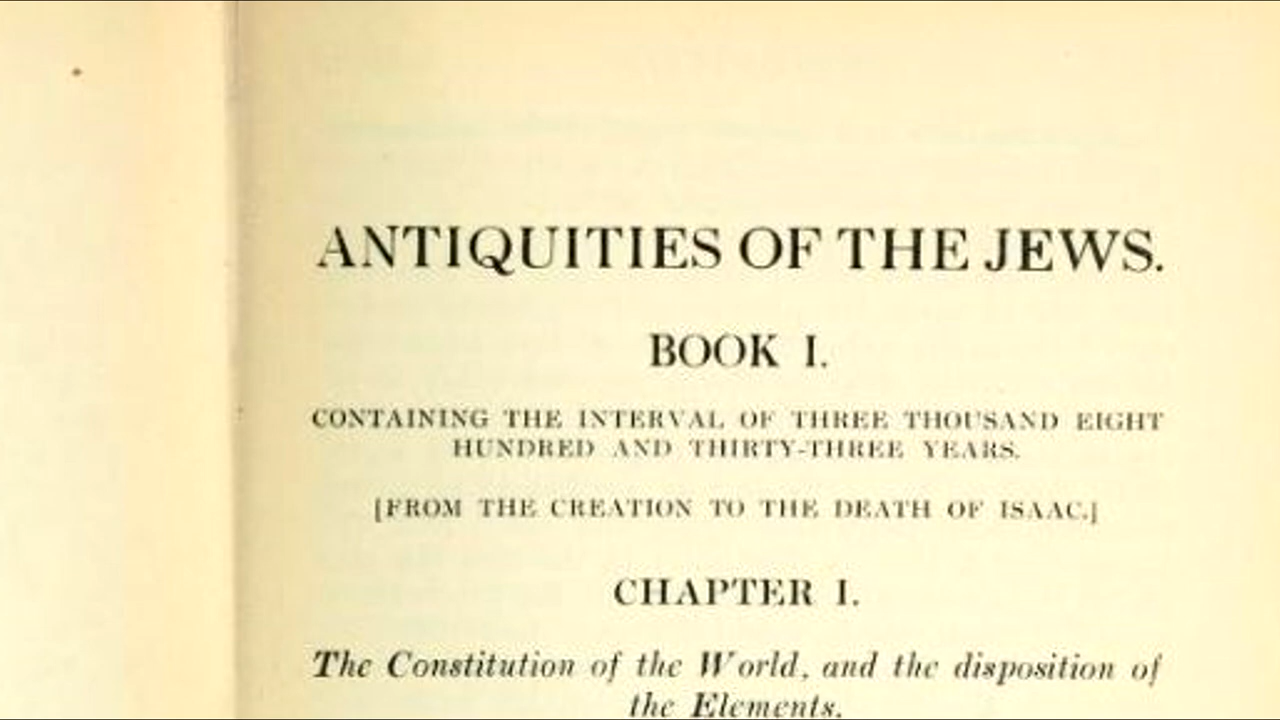 ANTIQUITIES OF THE JEWS.
BOOK I.
CONTAINING THE INTERVAL OF THREE THOUSAND EIGHT
HUNDRED AND THIRTY-THREE YEARS.
[FROM THE CREATION TO THE DEATH OF ISAAC.]
CHAPTER I.
The Constitution of the World, and the disposition of
the Elements.